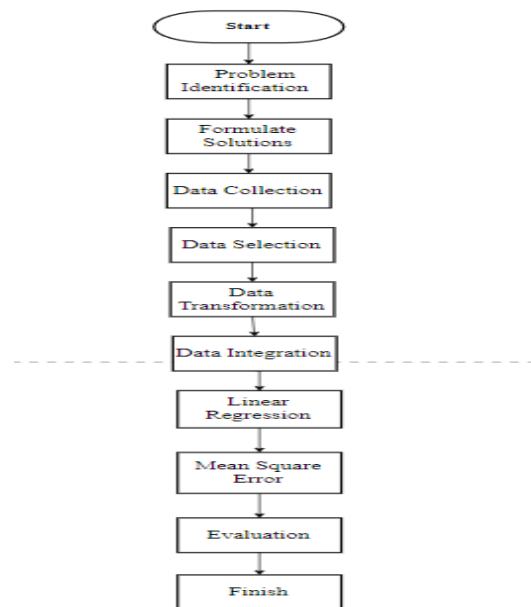 Start
Problem
Identification
Formulate
Solutions
Data Collection
Data Selection
Data
Transformation
Data Integration
Linear
Regression
Mean Square
Error
Evaluation
Finish